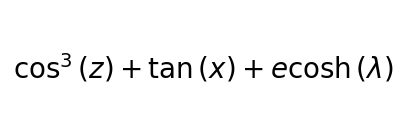 cos³ (z) + tan (x) + ecosh (λ)